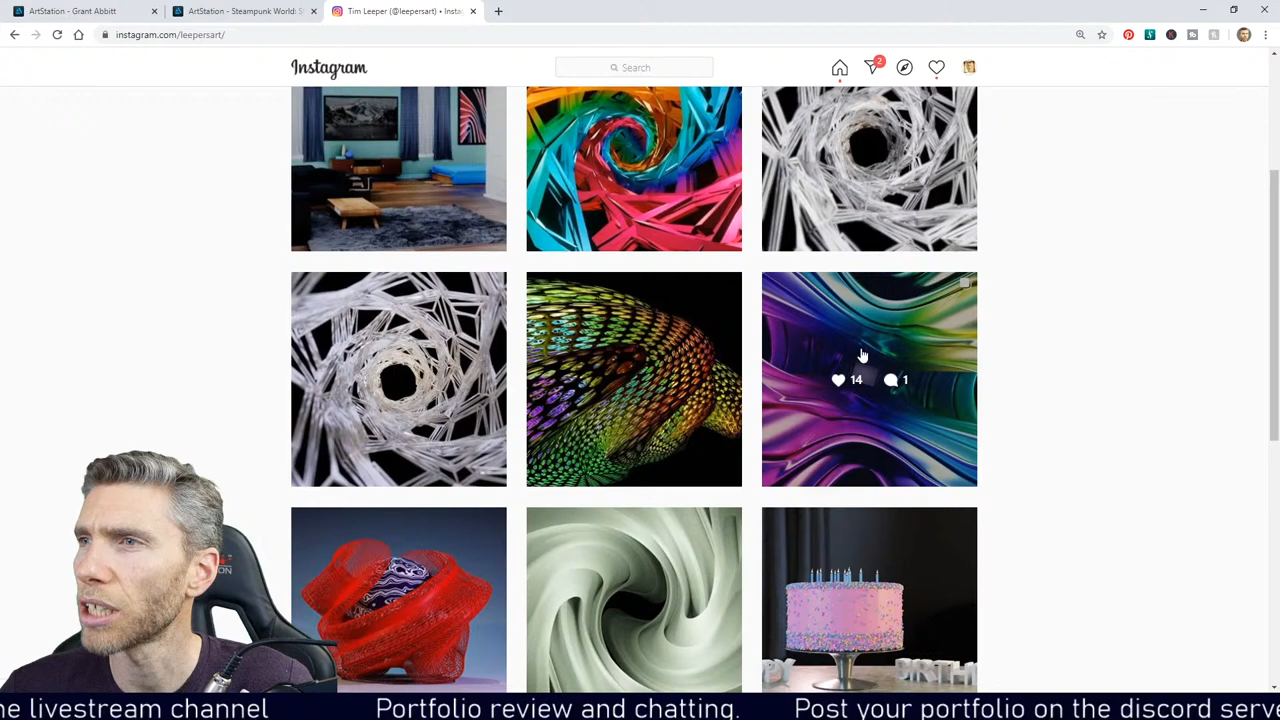 ArtStation - Grant Abbitt
ArtStation - Steampunk World: S
Tim Leeper (@leepersart) • Insta
instagram.com/leepersart/
Instagram
Search
2
14
1
he livestream channel
Portfolio review and chatting.
Post your portfolio on the discord serve